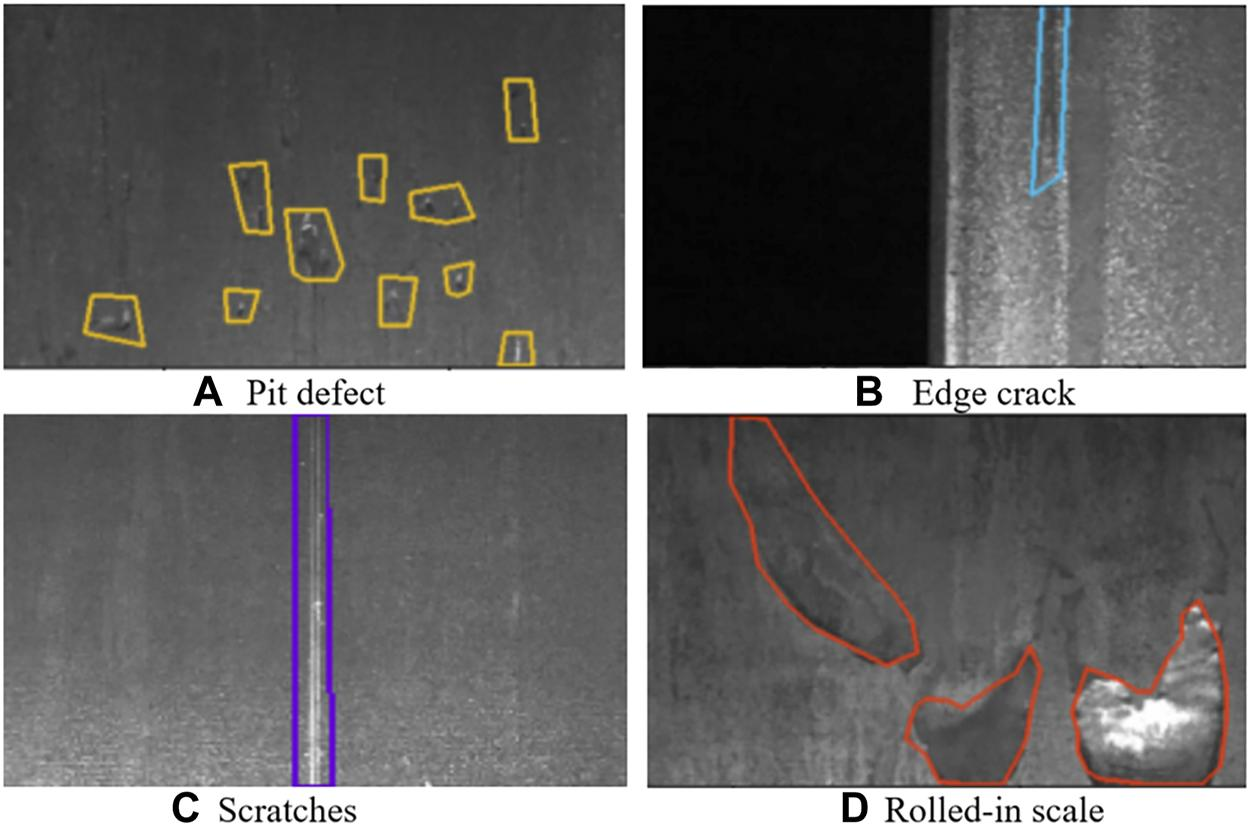 A Pit defect
B Edge crack
C Scratches
D Rolled-in scale